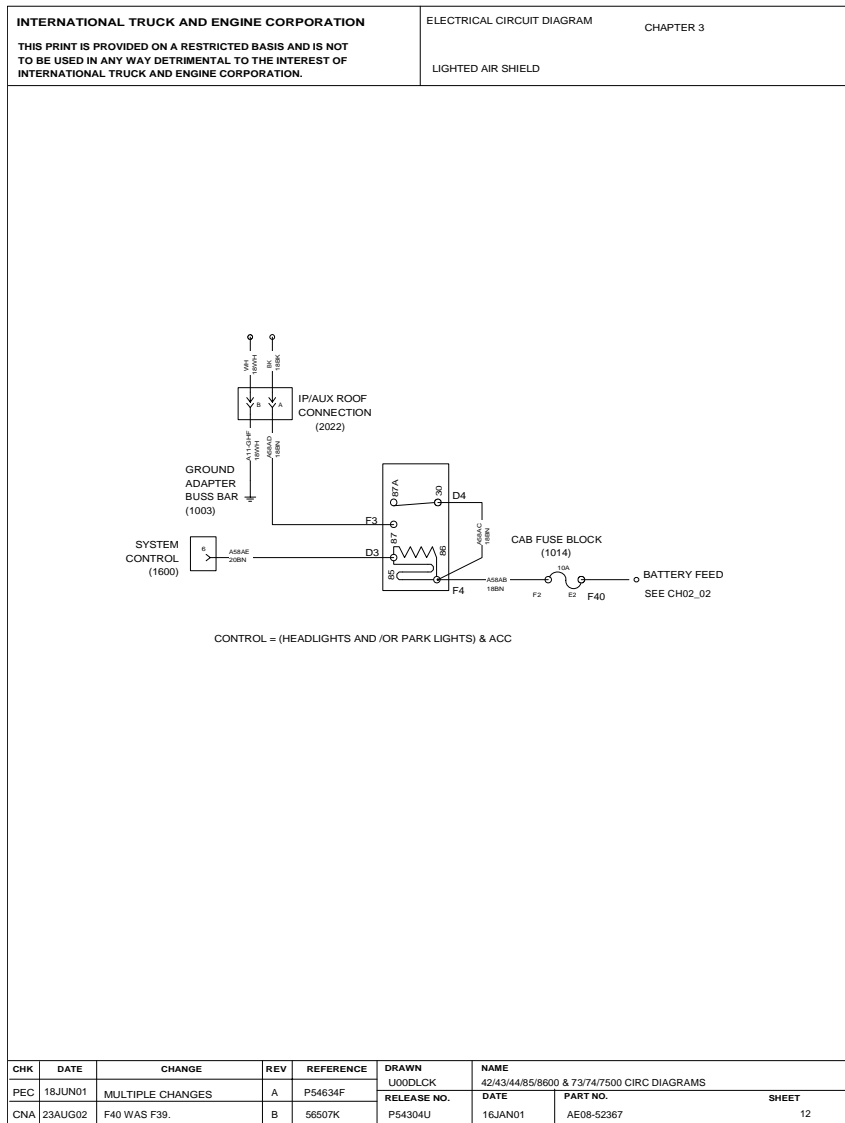 INTERNATIONAL TRUCK AND ENGINE CORPORATION
THIS PRINT IS PROVIDED ON A RESTRICTED BASIS AND IS NOT
TO BE USED IN ANY WAY DETRIMENTAL TO THE INTEREST OF
INTERNATIONAL TRUCK AND ENGINE CORPORATION.
ELECTRICAL CIRCUIT DIAGRAM
CHAPTER 3
LIGHTED AIR SHIELD
WH
18WH
BK
18BK
B
A
IP/AUX ROOF
CONNECTION
(2022)
A11-GHF
18WH
A58AD
18BN
GROUND
ADAPTER
BUSS BAR
(1003)
87A
30
D4
F3
87
86
A58AC
18BN
SYSTEM
CONTROL
(1600)
6
A58AE
20BN
D3
85
F4
A58AB
18BN
CAB FUSE BLOCK
(1014)
10A
F2
E2
F40
BATTERY FEED
SEE CH02_02
CONTROL = (HEADLIGHTS AND /OR PARK LIGHTS) & ACC
CHK DATE CHANGE REV REFERENCE
PEC 18JUN01 MULTIPLE CHANGES A P54634F
CNA 23AUG02 F40 WAS F39. B 56507K
DRAWN
U00DLCK
NAME
42/43/44/85/8600 & 73/74/7500 CIRC DIAGRAMS
RELEASE NO. DATE PART NO. SHEET
P54304U 16JAN01 AE08-52367 12